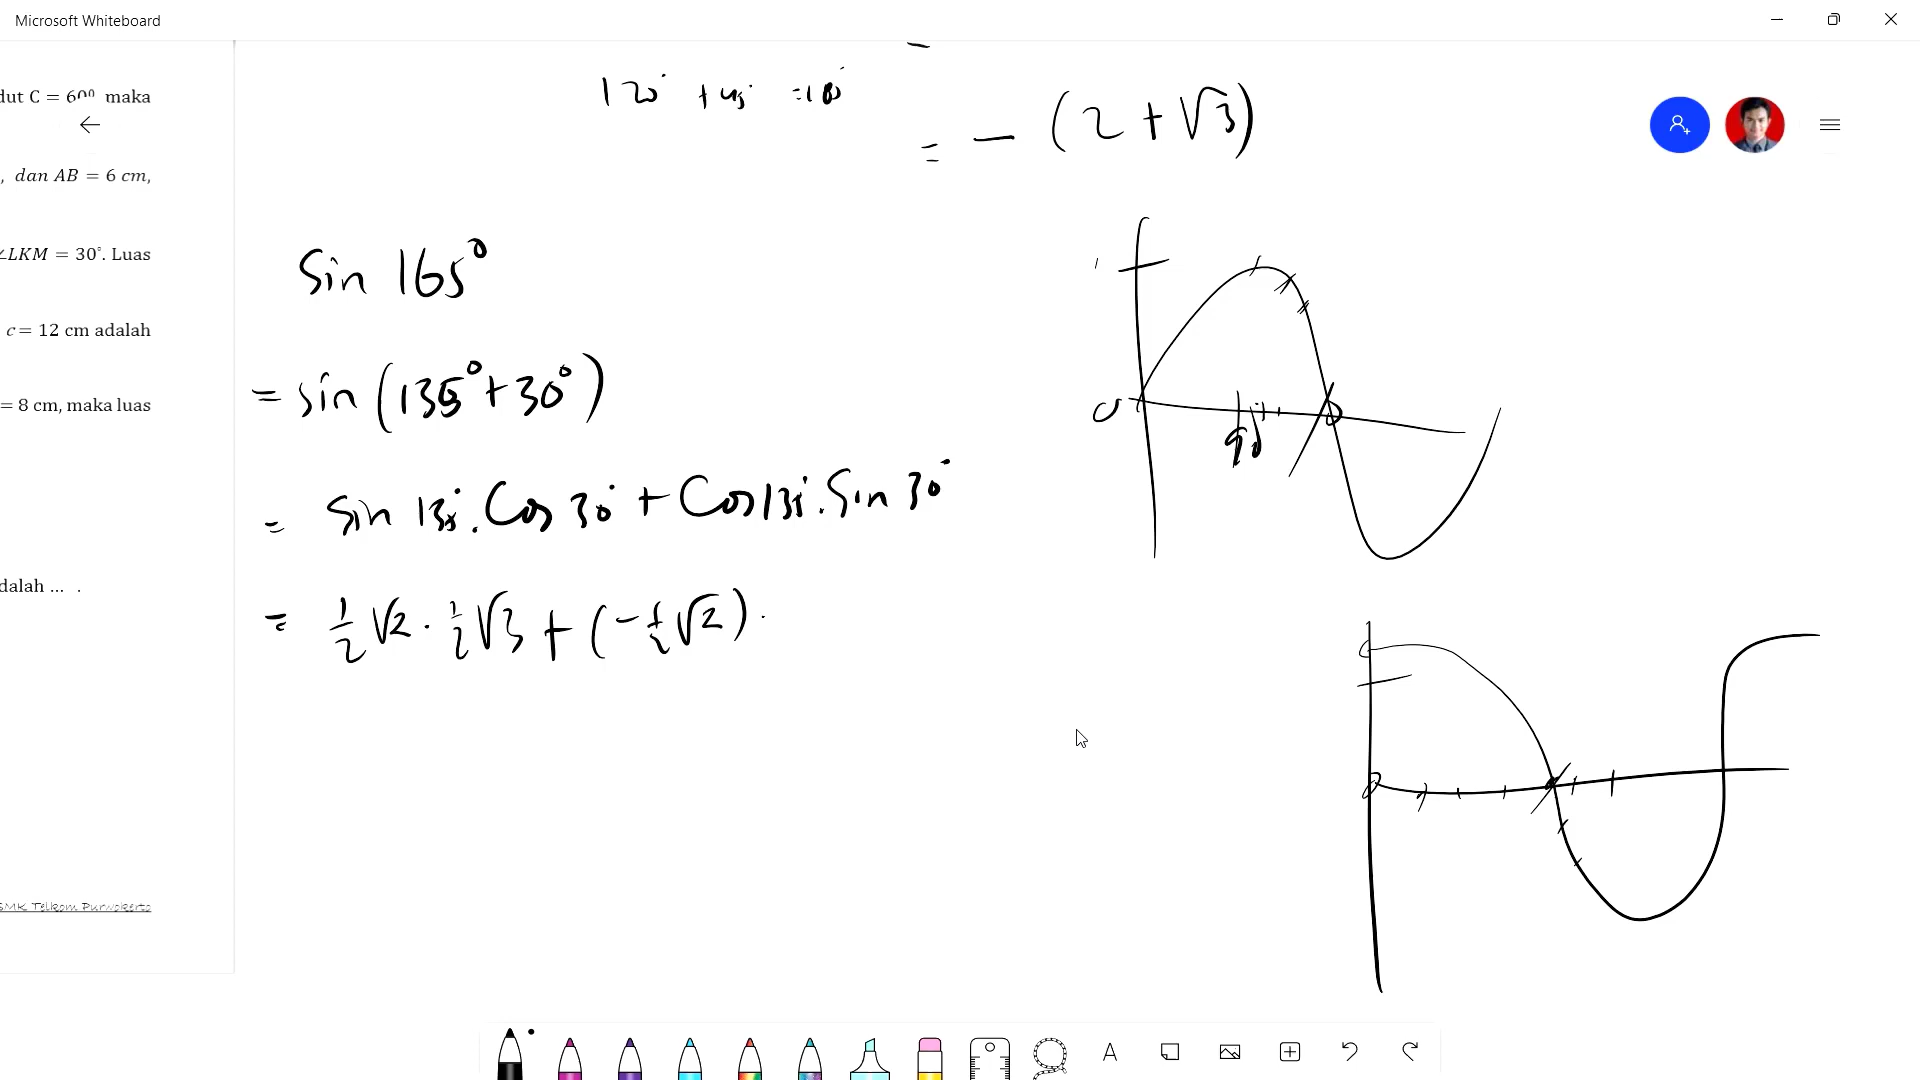 Microsoft Whiteboard
dut C = 60⁰ maka
, dan AB = 6 cm,
∠LKM = 30°. Luas
c = 12 cm adalah
= 8 cm, maka luas
dalah ... .
SMK Telkom Purwokerto
120° + 45° =
= - (2 + √3)
Sin 165°
= sin (135° + 30°)
= Sin 135° . Cos 30° + Cos 135° . Sin 30°
= 1/2 √2 . 1/2 √3 + (-1/2 √2) .
1
0
90
A